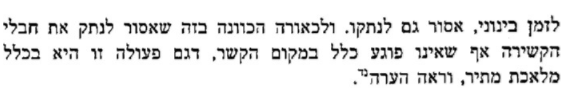 לזמן בינוני, אסור גם לנתקו. ולכאורה הכוונה בזה שאסור לנתק את חבלי
הקשירה אף שאינו פוגע כלל במקום הקשר, דגם פעולה זו היא בכלל
מלאכת מתיר, וראה הערה נד.